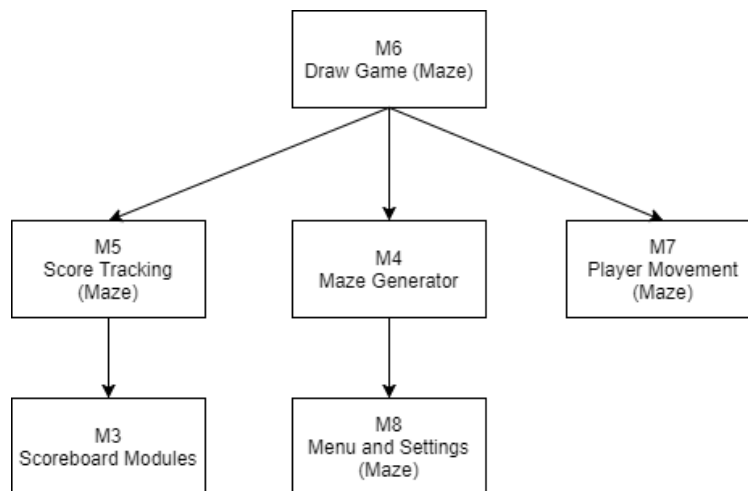 M6
Draw Game (Maze)
M5
Score Tracking
(Maze)
M4
Maze Generator
M7
Player Movement
(Maze)
M3
Scoreboard Modules
M8
Menu and Settings
(Maze)